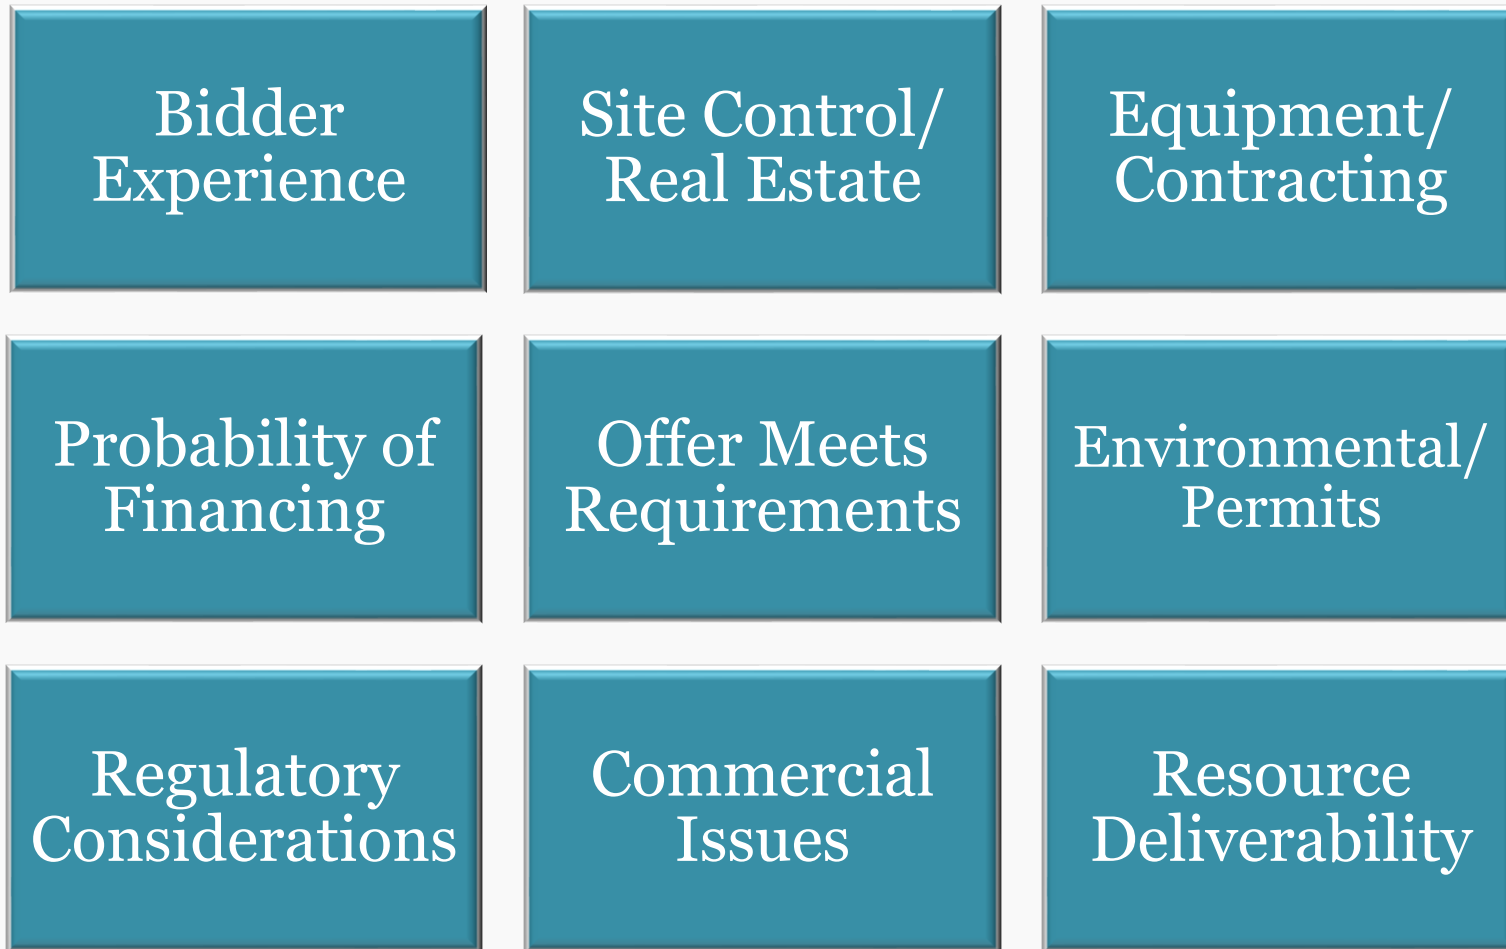 Bidder
Experience
Site Control/
Real Estate
Equipment/
Contracting
Probability of
Financing
Offer Meets
Requirements
Environmental/
Permits
Regulatory
Considerations
Commercial
Issues
Resource
Deliverability